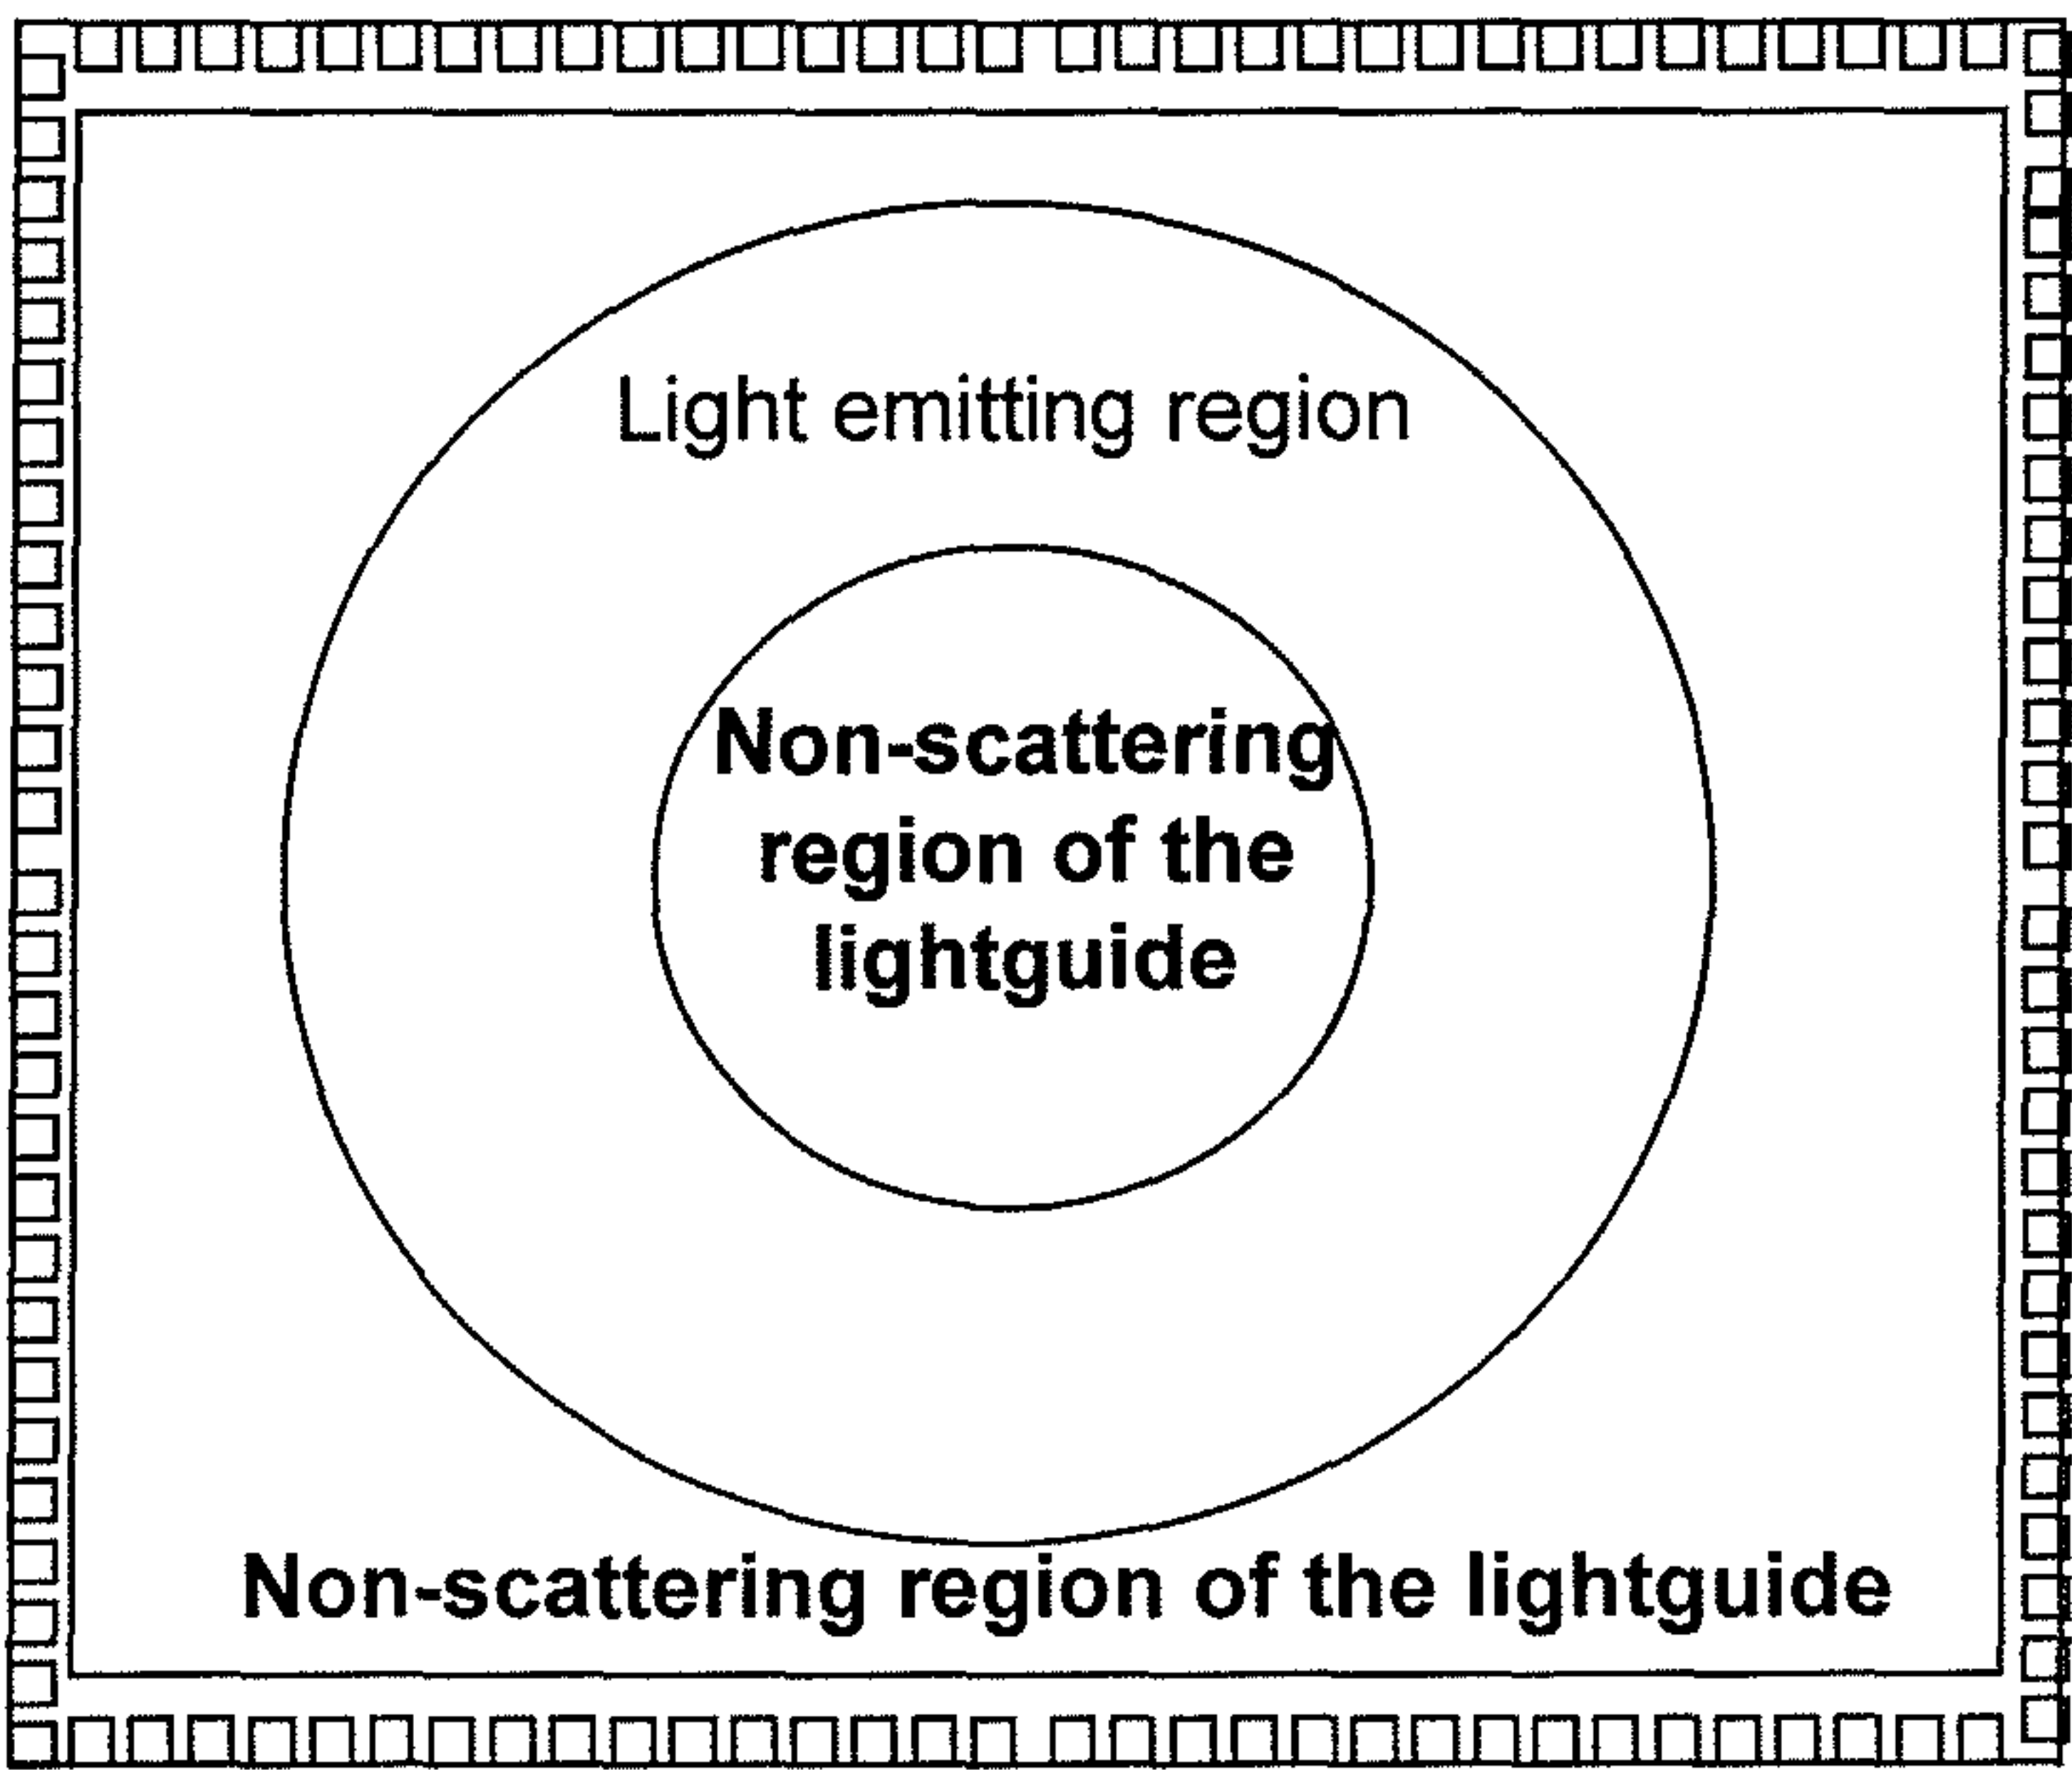 Light emitting region
Non-scattering
region of the
lightguide
Non-scattering region of the lightguide